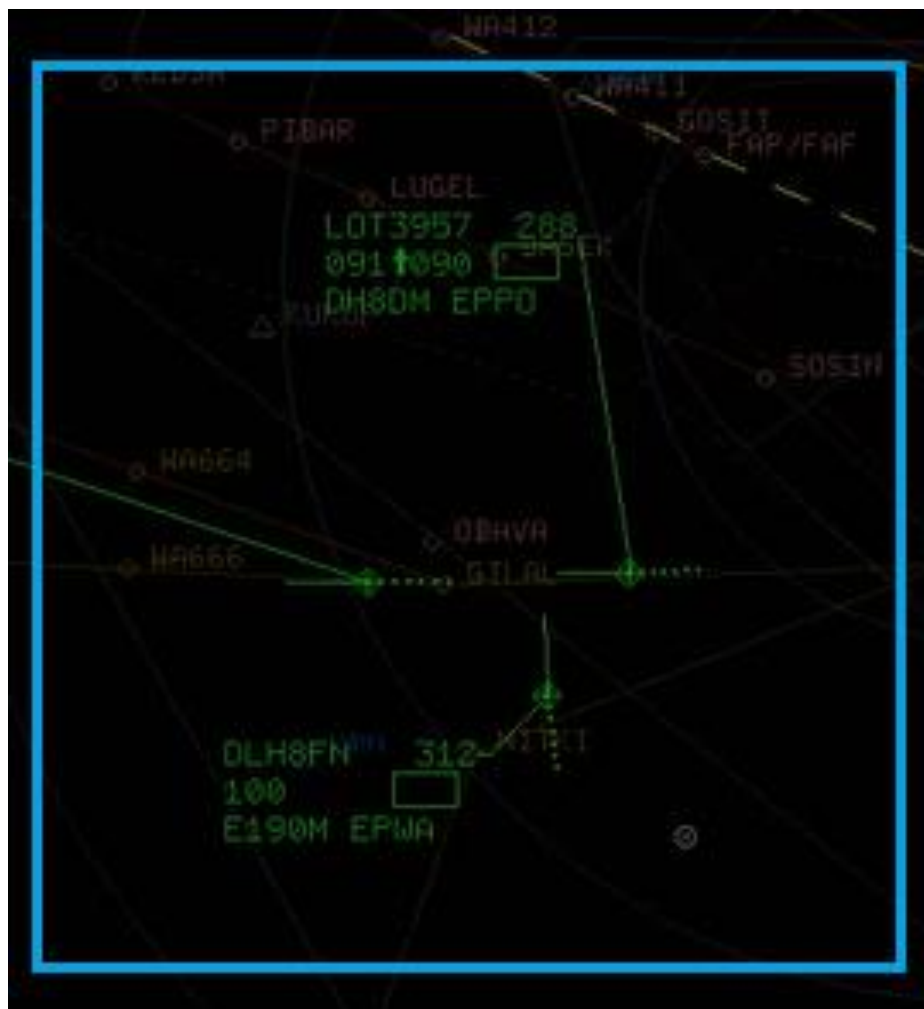 WA412
WA411
GOSIT
FAP/FAF
PIBAR
LUGEL
LOT3957 288
091⬆090
DH8DM EPPO
SOSIN
WA664
OBAVA
WA666
GILAL
DLH8FN 312
100
E190M EPWA